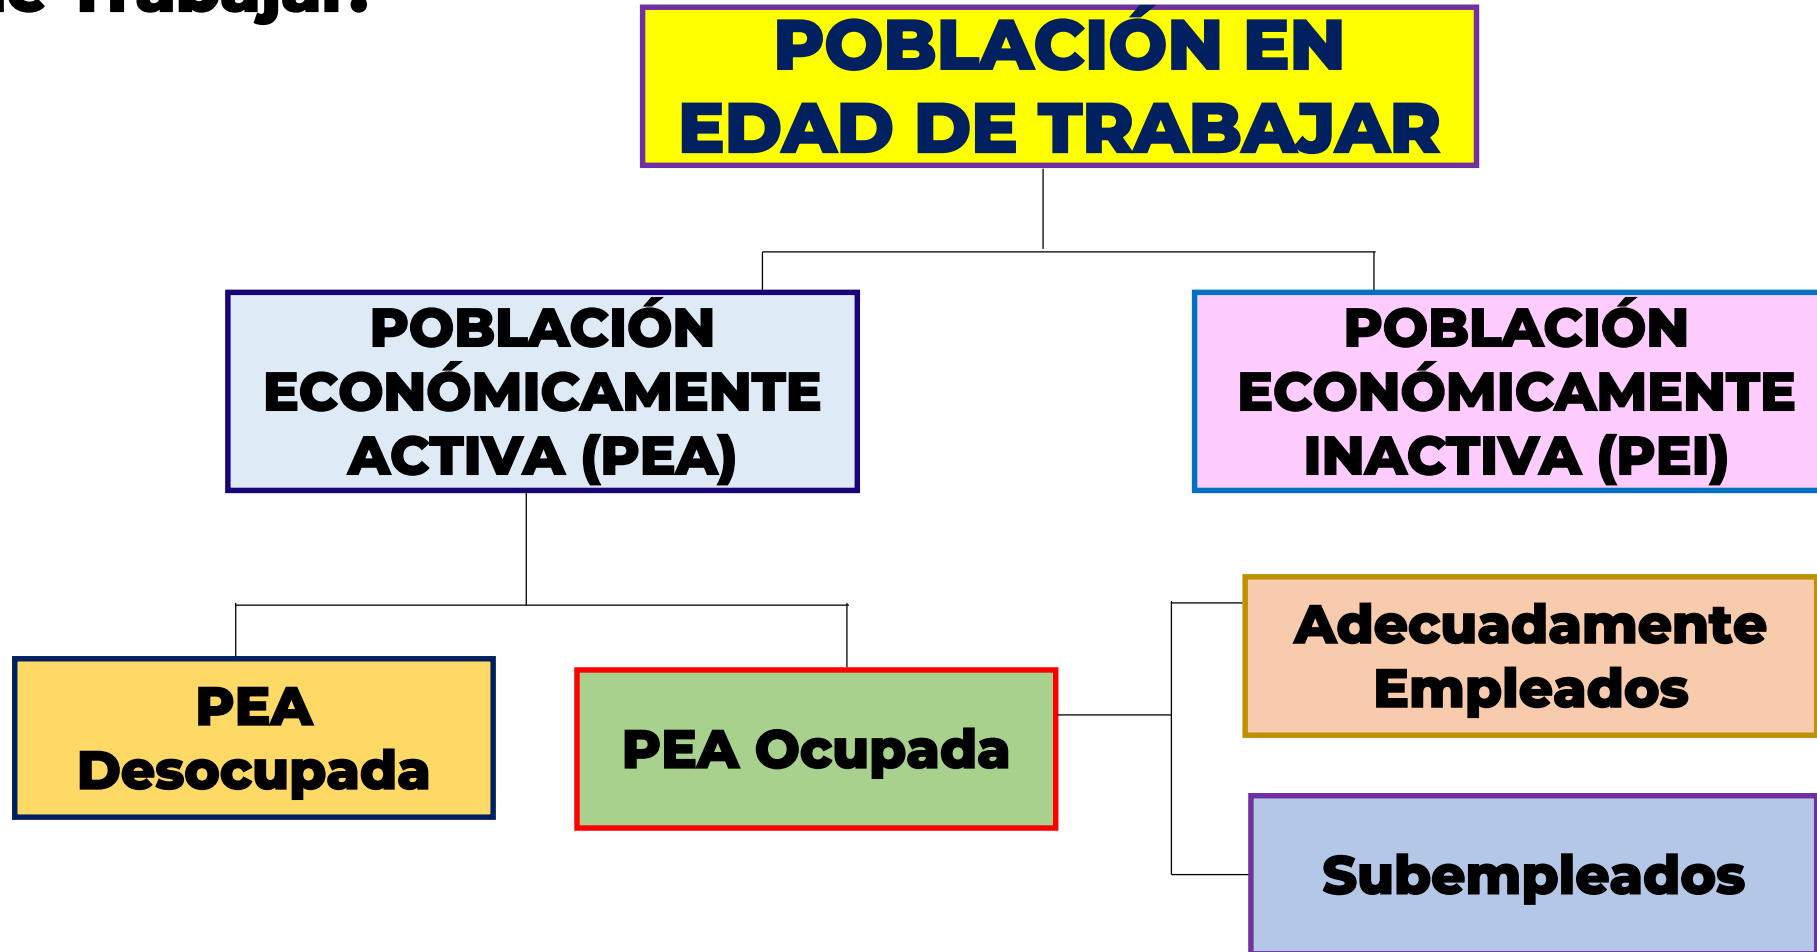 Trabajar.
POBLACIÓN EN
EDAD DE TRABAJAR
POBLACIÓN
ECONÓMICAMENTE
ACTIVA (PEA)
POBLACIÓN
ECONÓMICAMENTE
INACTIVA (PEI)
PEA
Desocupada
PEA Ocupada
Adecuadamente
Empleados
Subempleados